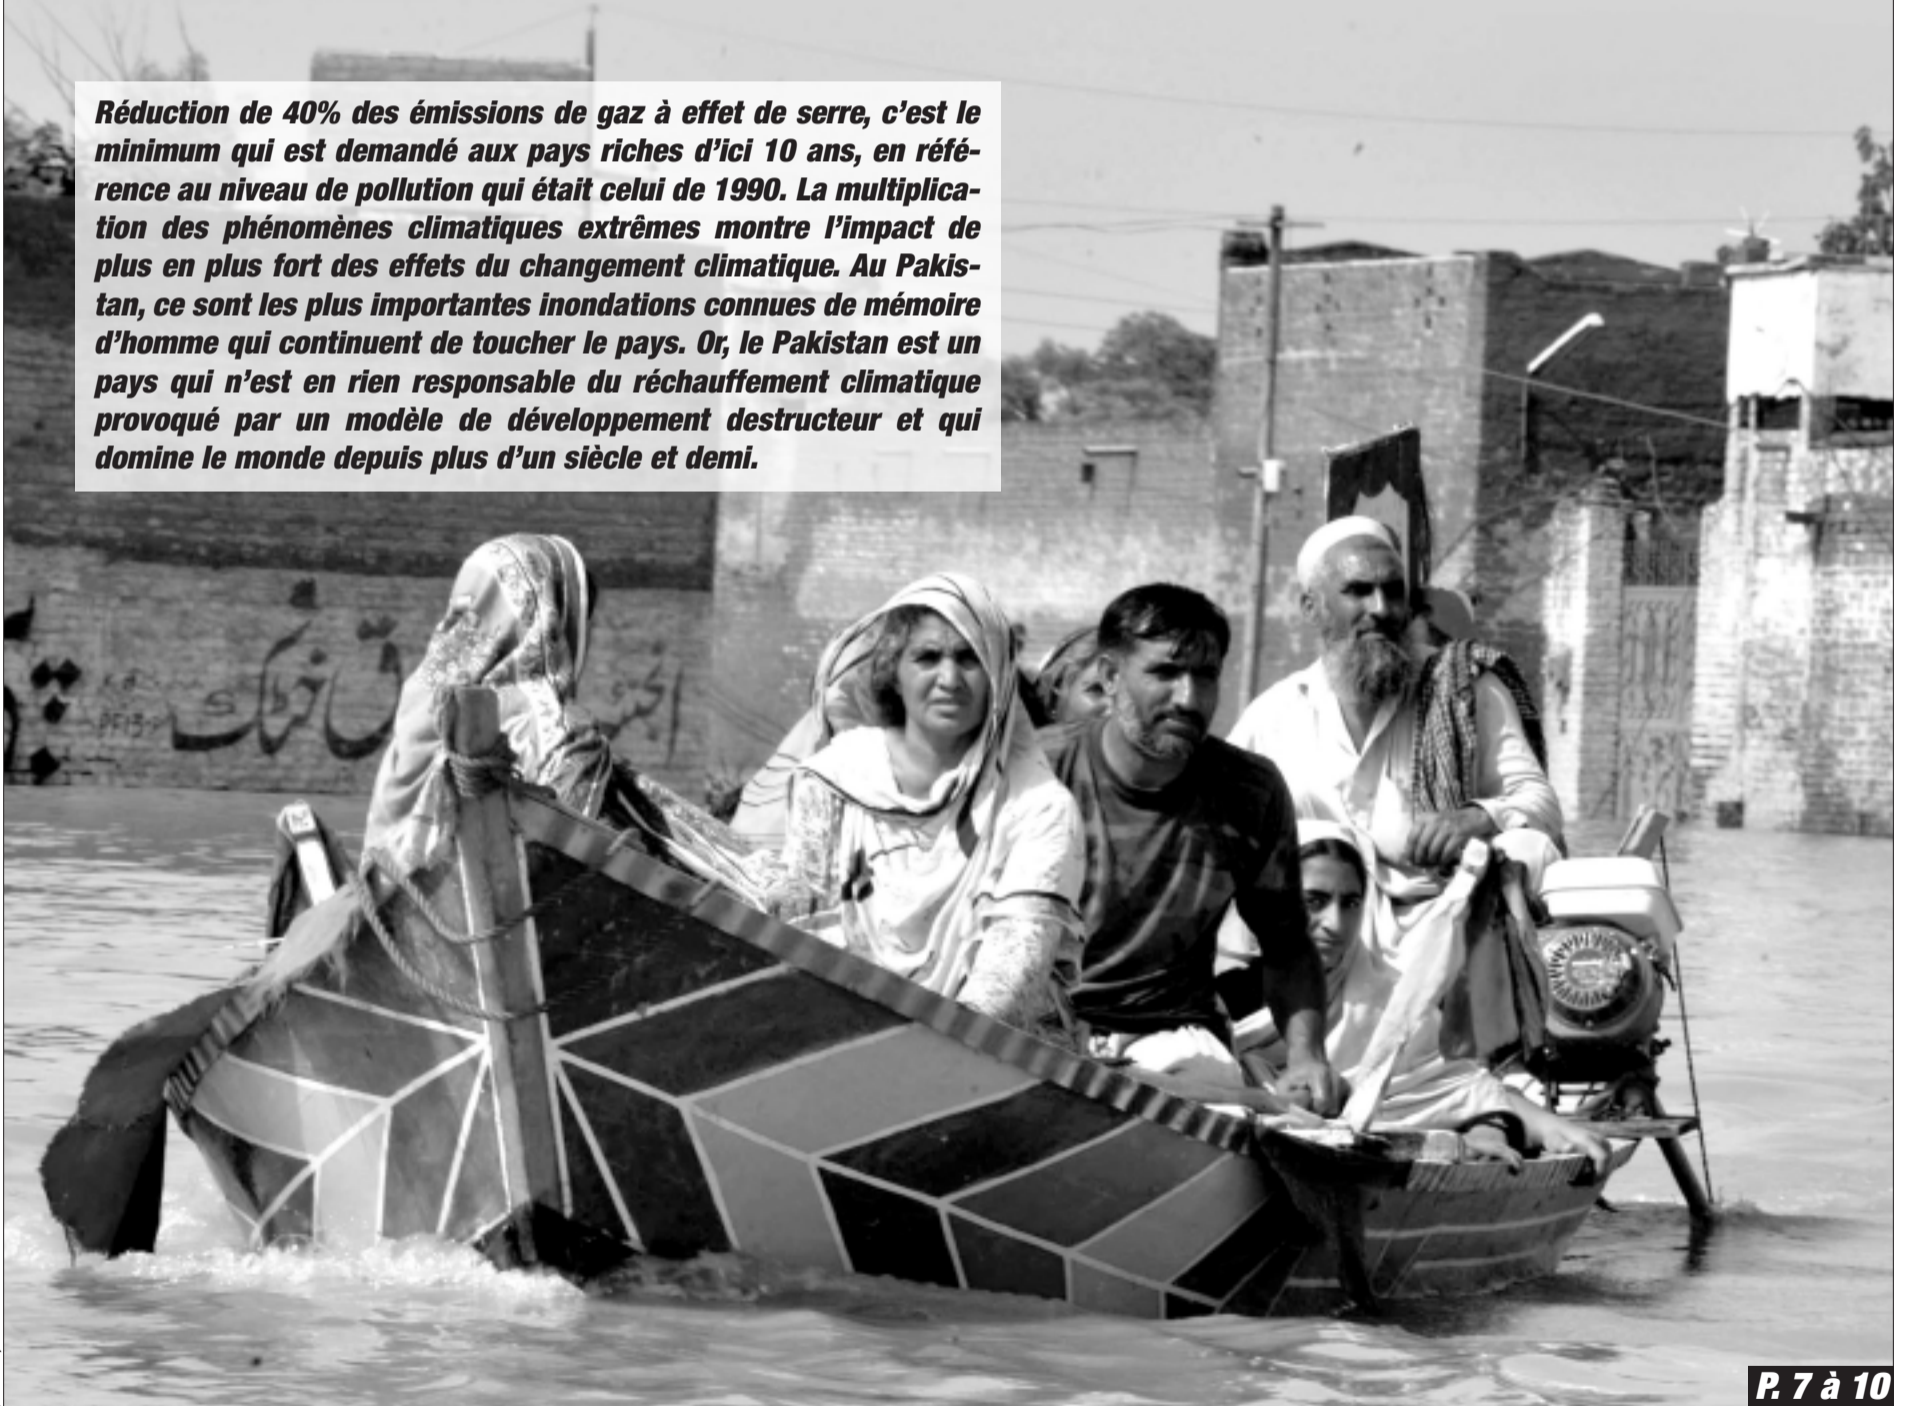 Réduction de 40% des émissions de gaz à effet de serre, c’est le
minimum qui est demandé aux pays riches d’ici 10 ans, en réfé-
rence au niveau de pollution qui était celui de 1990. La multiplica-
tion des phénomènes climatiques extrêmes montre l’impact de
plus en plus fort des effets du changement climatique. Au Pakis-
tan, ce sont les plus importantes inondations connues de mémoire
d’homme qui continuent de toucher le pays. Or, le Pakistan est un
pays qui n’est en rien responsable du réchauffement climatique
provoqué par un modèle de développement destructeur et qui
domine le monde depuis plus d’un siècle et demi.
خٹک
P. 7 à 10